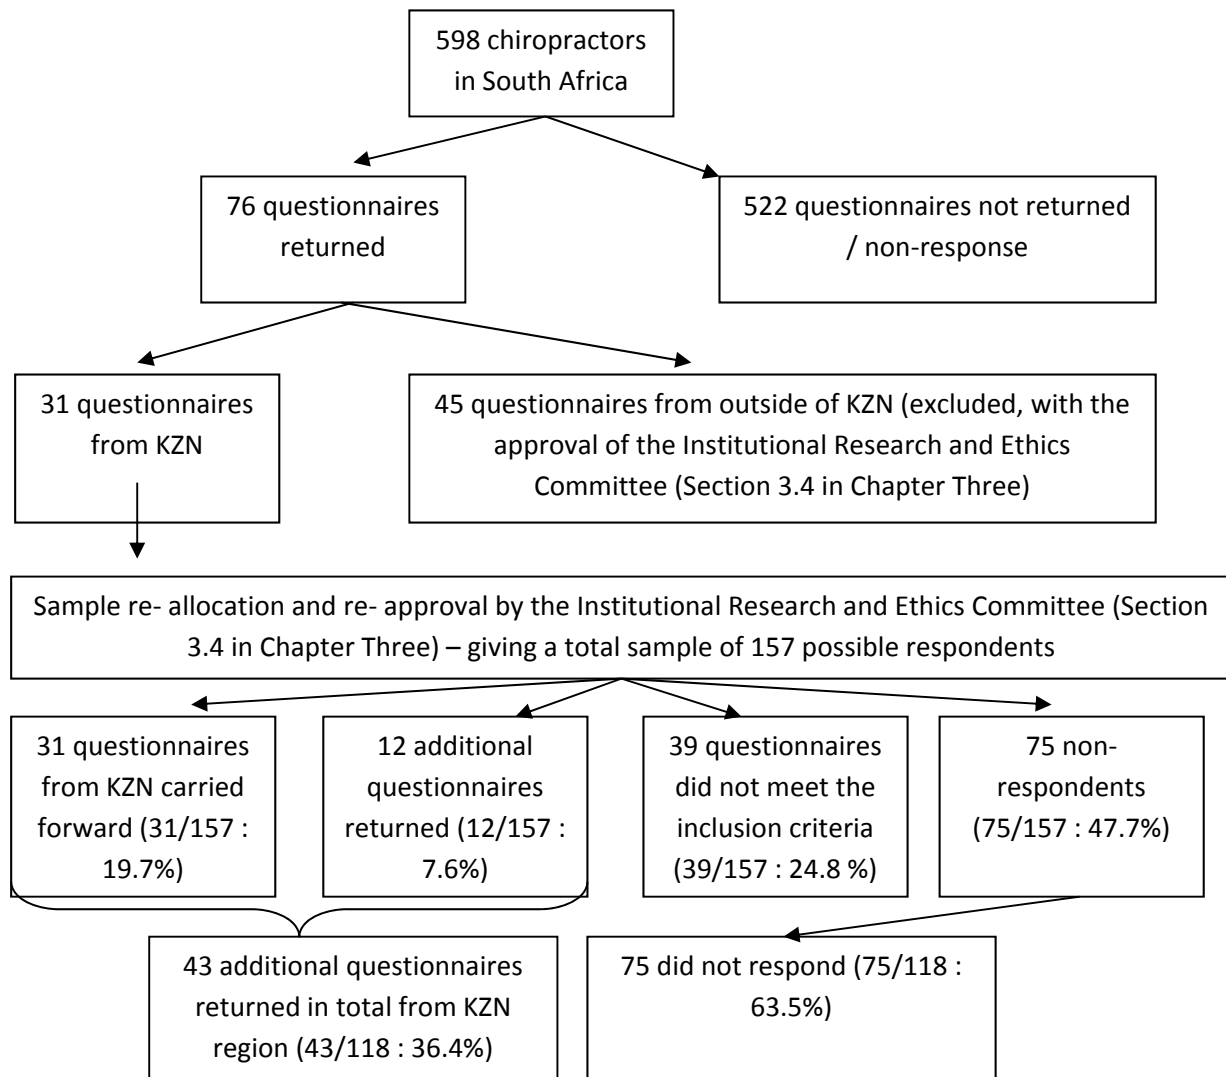 598 chiropractors
in South Africa
76 questionnaires
returned
522 questionnaires not returned
/ non-response
31 questionnaires
from KZN
45 questionnaires from outside of KZN (excluded, with the
approval of the Institutional Research and Ethics
Committee (Section 3.4 in Chapter Three)
Sample re- allocation and re- approval by the Institutional Research and Ethics Committee (Section
3.4 in Chapter Three) – giving a total sample of 157 possible respondents
31 questionnaires
from KZN carried
forward (31/157 :
19.7%)
12 additional
questionnaires
returned (12/157 :
7.6%)
39 questionnaires
did not meet the
inclusion criteria
(39/157 : 24.8 %)
75 non-
respondents
(75/157 : 47.7%)
43 additional questionnaires
returned in total from KZN
region (43/118 : 36.4%)
75 did not respond (75/118 :
63.5%)